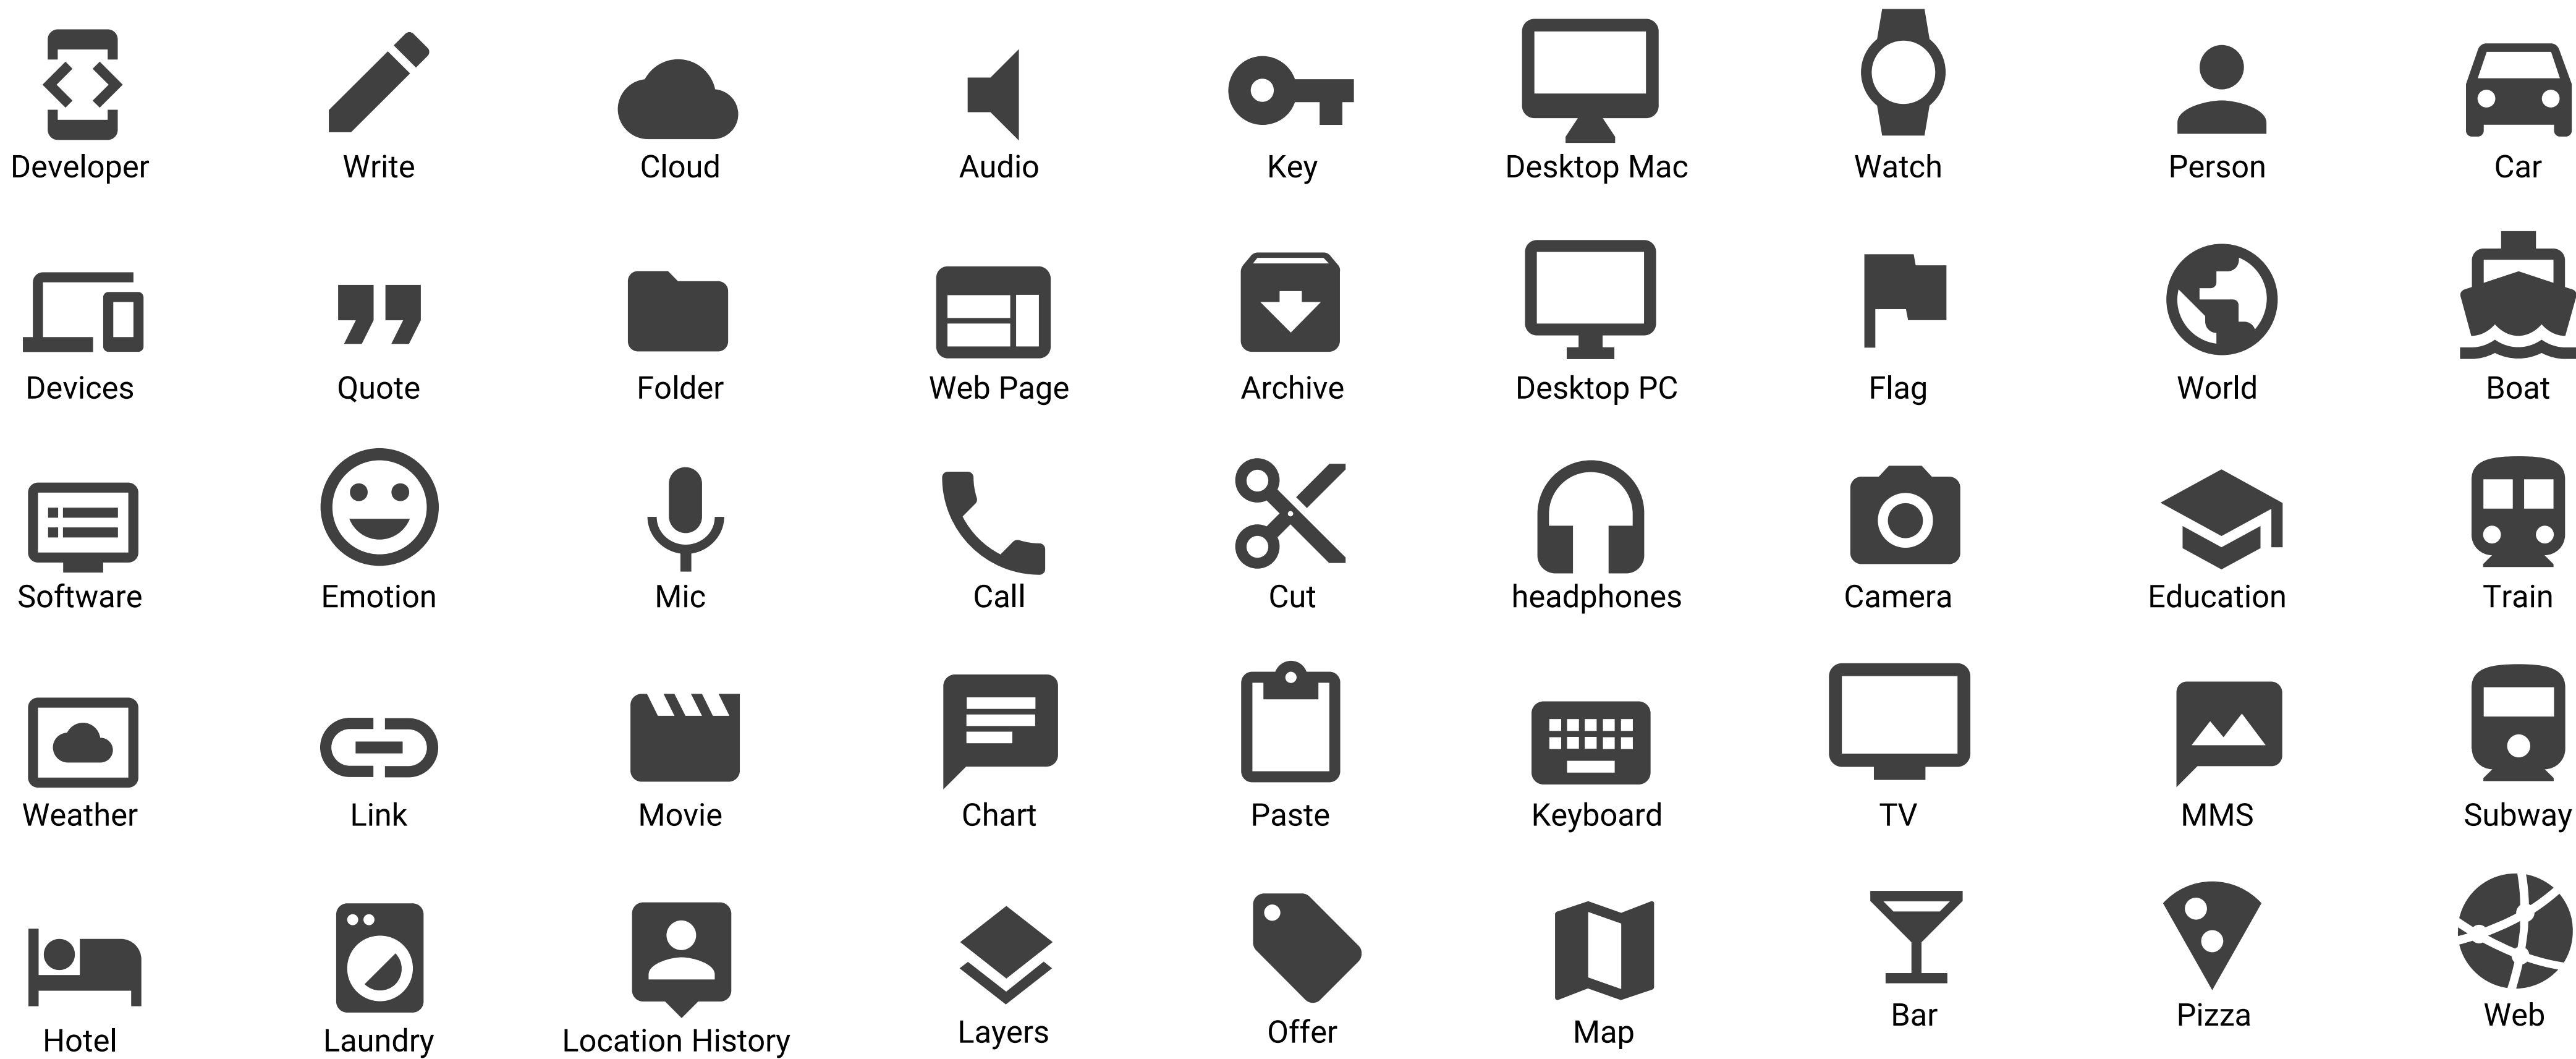 Developer
Write
Cloud
Audio
Key
Desktop Mac
Watch
Person
Car
Devices
Quote
Folder
Web Page
Archive
Desktop PC
Flag
World
Boat
Software
Emotion
Mic
Call
Cut
headphones
Camera
Education
Train
Weather
Link
Movie
Chart
Paste
Keyboard
TV
MMS
Subway
Hotel
Laundry
Location History
Layers
Offer
Map
Bar
Pizza
Web